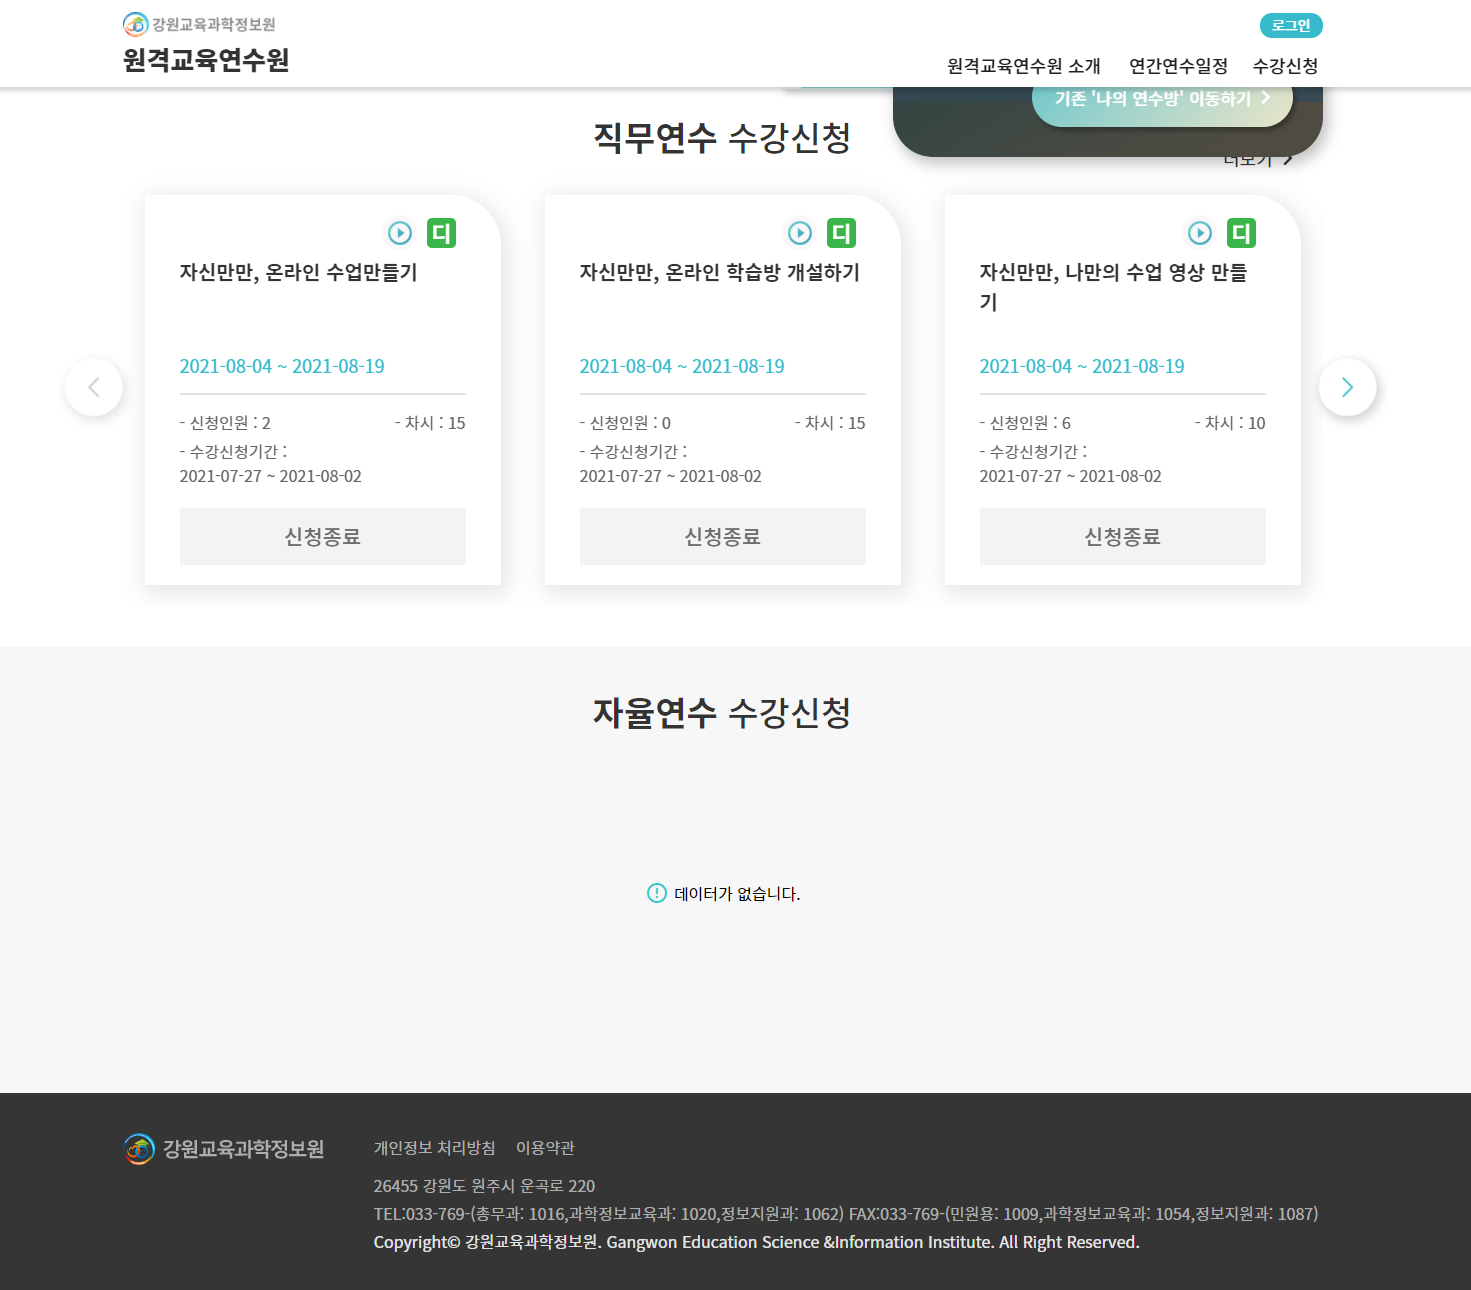 강원교육과학정보원
로그인
원격교육연수원
원격교육연수원 소개 연간연수일정 수강신청
기존 '나의 연수방' 이동하기
직무연수 수강신청
더보기
디
자신만만, 온라인 수업만들기
2021-08-04 ~ 2021-08-19
- 신청인원 : 2 - 차시 : 15
- 수강신청기간 :
2021-07-27 ~ 2021-08-02
신청종료
디
자신만만, 온라인 학습방 개설하기
2021-08-04 ~ 2021-08-19
- 신청인원 : 0 - 차시 : 15
- 수강신청기간 :
2021-07-27 ~ 2021-08-02
신청종료
디
자신만만, 나만의 수업 영상 만들
기
2021-08-04 ~ 2021-08-19
- 신청인원 : 6 - 차시 : 10
- 수강신청기간 :
2021-07-27 ~ 2021-08-02
신청종료
자율연수 수강신청
데이터가 없습니다.
강원교육과학정보원
개인정보 처리방침 이용약관
26455 강원도 원주시 운곡로 220
TEL:033-769-(총무과: 1016,과학정보교육과: 1020,정보지원과: 1062) FAX:033-769-(민원용: 1009,과학정보교육과: 1054,정보지원과: 1087)
Copyright© 강원교육과학정보원. Gangwon Education Science &Information Institute. All Right Reserved.